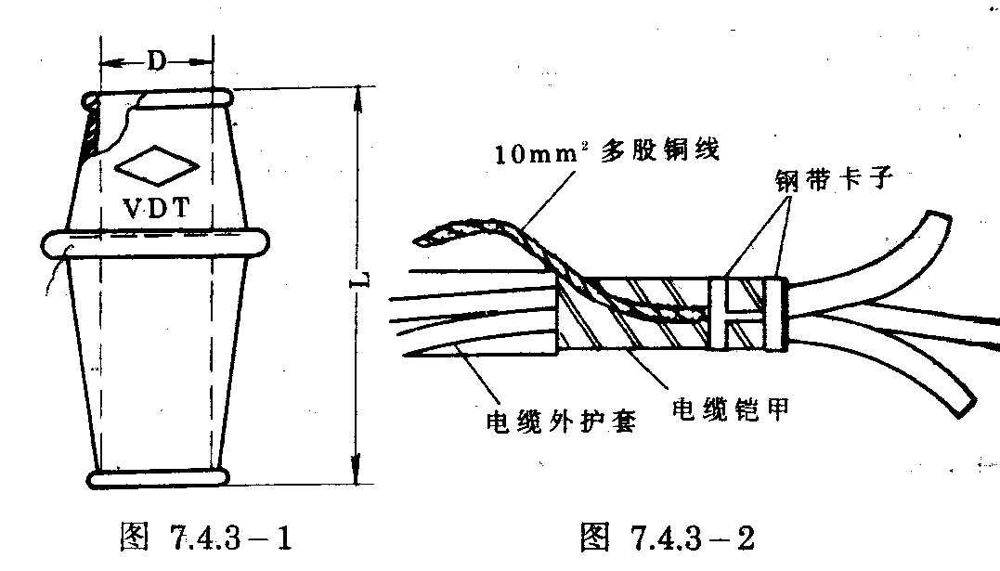 D
VDT
L
图 7.4.3-1
10mm² 多股铜线
钢带卡子
电缆外护套
电缆铠甲
图 7.4.3-2